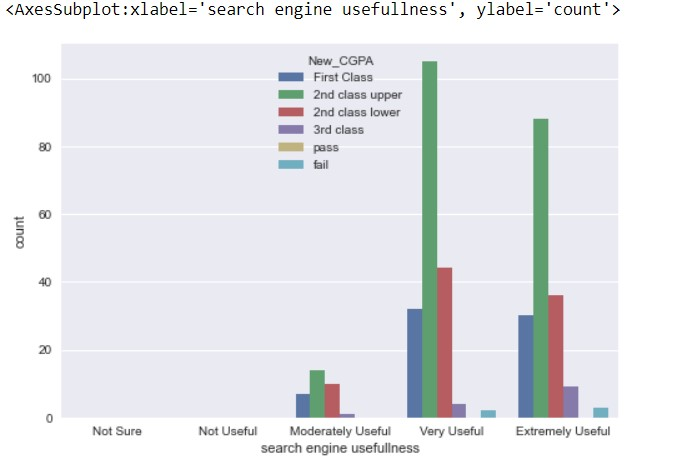 <AxesSubplot:xlabel='search engine usefullness', ylabel='count'>
New_CGPA
First Class
2nd class upper
2nd class lower
3rd class
pass
fail
100
80
60
40
20
0
count
Not Sure Not Useful Moderately Useful Very Useful Extremely Useful
search engine usefullness